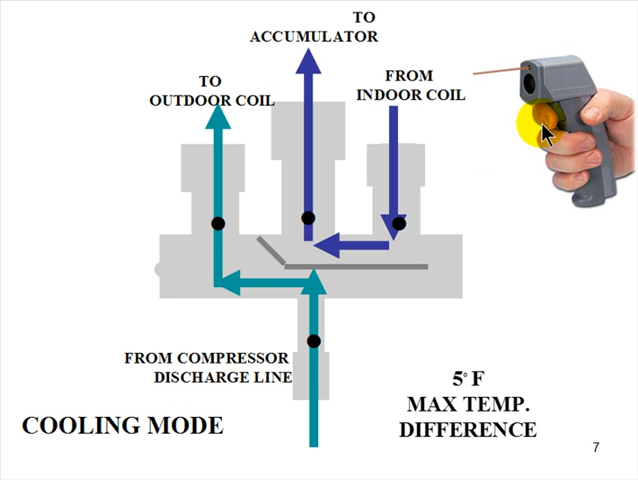 TO
ACCUMULATOR
TO
OUTDOOR COIL
FROM
INDOOR COIL
FROM COMPRESSOR
DISCHARGE LINE
5° F
MAX TEMP.
DIFFERENCE
COOLING MODE
7